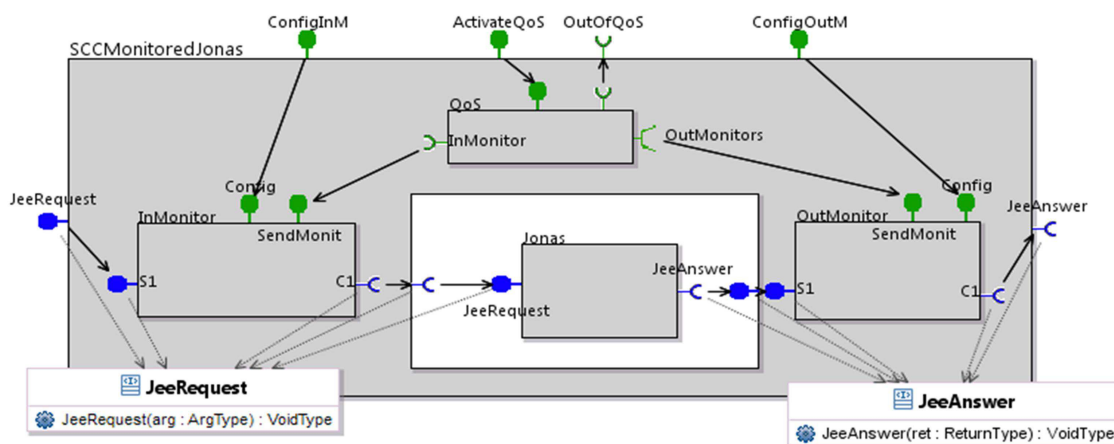 ConfigInM
ActivateQoS
OutOfQoS
ConfigOutM
SCCMonitoredJonas
QoS
InMonitor
OutMonitors
JeeRequest
Config
InMonitor
SendMonit
S1
C1
Jonas
JeeAnswer
JeeRequest
Config
OutMonitor
SendMonit
JeeAnswer
S1
C1
JeeRequest
JeeRequest(arg : ArgType) : VoidType
JeeAnswer
JeeAnswer(ret : ReturnType) : VoidType